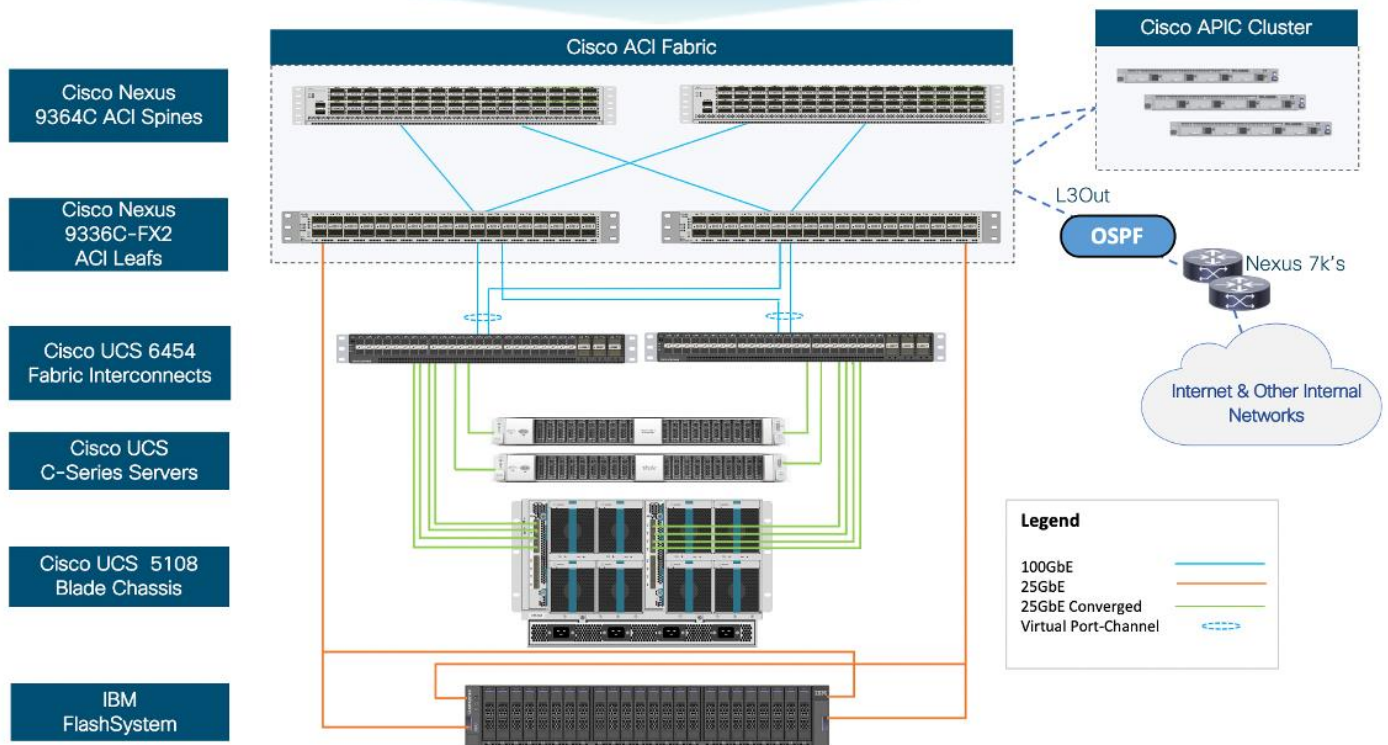 Cisco ACI Fabric
Cisco APIC Cluster
Cisco Nexus
9364C ACI Spines
Cisco Nexus
9336C-FX2
ACI Leafs
L3Out
OSPF
Nexus 7k's
Cisco UCS 6454
Fabric Interconnects
Internet & Other Internal
Networks
Cisco UCS
C-Series Servers
Cisco UCS 5108
Blade Chassis
Legend
100GbE
25GbE
25GbE Converged
Virtual Port-Channel
IBM
FlashSystem
IBM